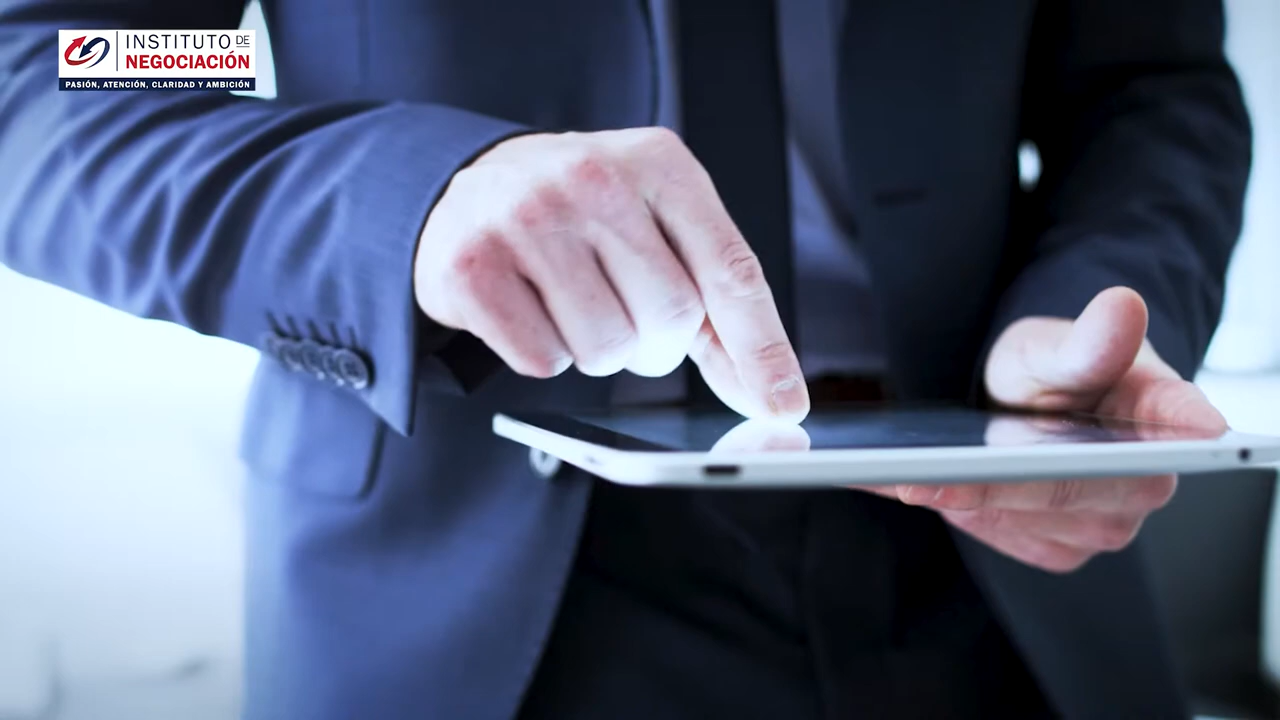 INSTITUTO DE
NEGOCIACIÓN
PASIÓN, ATENCIÓN, CLARIDAD Y AMBICIÓN